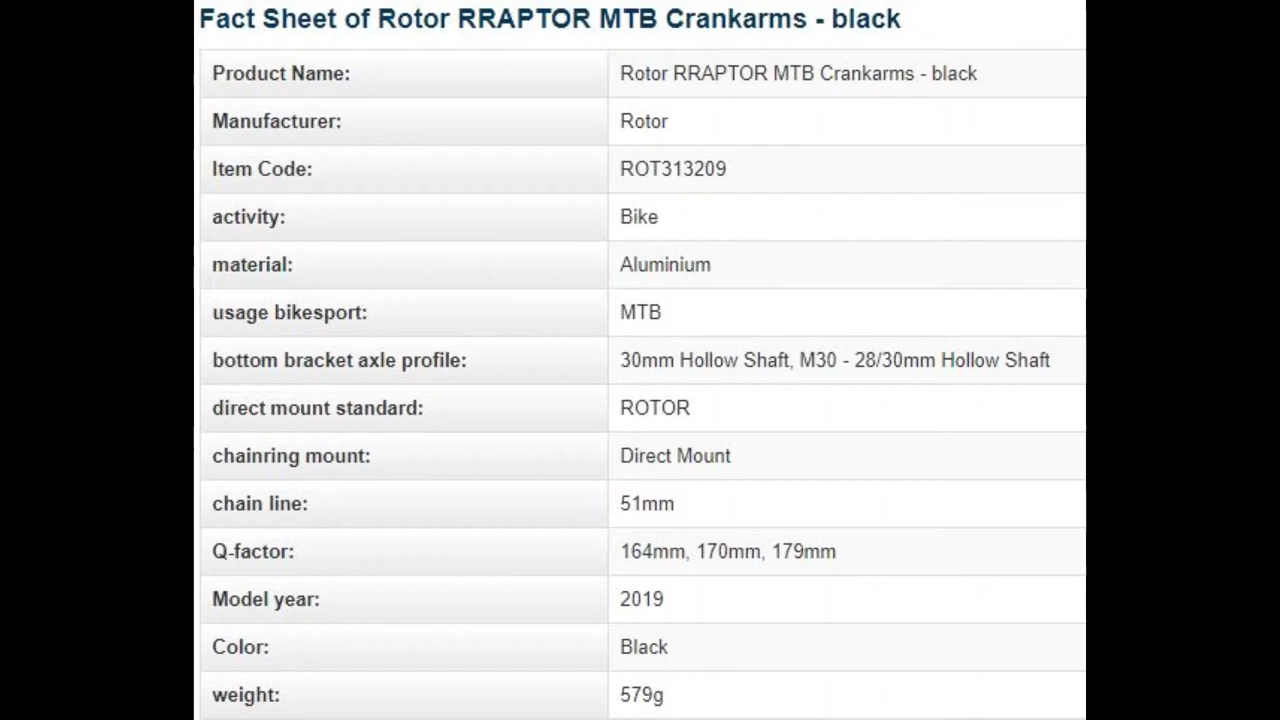 Fact Sheet of Rotor RRAPTOR MTB Crankarms - black
Product Name: Rotor RRAPTOR MTB Crankarms - black
Manufacturer: Rotor
Item Code: ROT313209
activity: Bike
material: Aluminium
usage bikesport: MTB
bottom bracket axle profile: 30mm Hollow Shaft, M30 - 28/30mm Hollow Shaft
direct mount standard: ROTOR
chainring mount: Direct Mount
chain line: 51mm
Q-factor: 164mm, 170mm, 179mm
Model year: 2019
Color: Black
weight: 579g